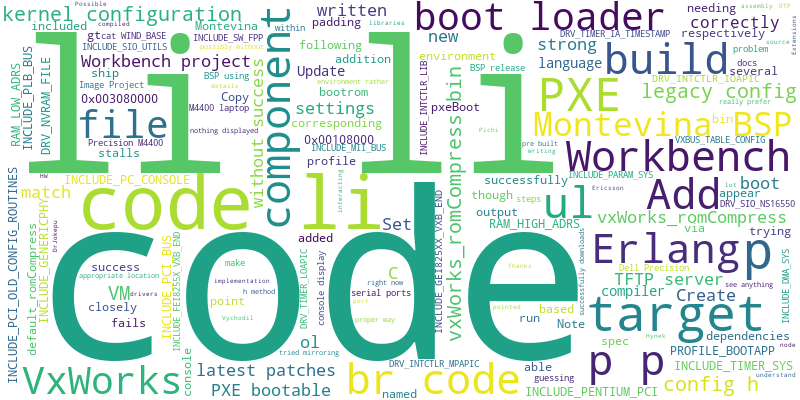 Possible
kernel configuration
compiled
written
libraries
boot loader
needing
assembly
OTP
included
gtcat
WIND_BASE
Montevina
INCLUDE_SW_FPP
padding
new
correctly
INCLUDE_SIO_UTILS
possibly without
within
following
DRV_TIMER_IA_TIMESTAMP
respectively
source
Extensions
Workbench project
BSP using
details
addition
environment
strong
language
build
problem
docs
several
RAM_LOW_ADRS
INCLUDE_PLB_BUS
DRV_NVRAM_FILE
ship
Image Project
Update
environment rather
BSP release
INCLUDE_INTCTLR_LIB
DRV_INTCTLR_IOAPIC
0x003080000
Copy
M4400 laptop
bootrom
settings
pxeBoot
PXE
legacy config
really prefer
li li
file
component
without success
corresponding
nothing displayed
0x00108000
INCLUDE_MII_BUS
Montevina BSP
bin
VXBUS_TABLE_CONFIG
Precision M4400
stalls
profile
Pichi
pre built
writing
Workbench
HW
INCLUDE_PC_CONSOLE
match
code li
interacting
successfully
INCLUDE_PARAM_SYS
Ericsson
though
steps
appear
Add
lot
boot
DRV_SIO_NS16550
INCLUDE_PCI_OLD_CONFIG_ROUTINES
INCLUDE_GENERICPHY
default_romCompress
DrJokepu
Set
output
ul
RAM_HIGH_ADRS
vxWorks_romCompress
vxWorks_romCompress.bin
INCLUDE_GEI825XX_VXB_END
via
trying
code
added
success
make
appropriate location
implementation
VM
drivers
closely
fails
INCLUDE_PCI_BUS
INCLUDE_FEI8255X_VXB_END
h method
point
Vychodil
console
DRV_TIMER_LOAPIC
console display
C
right now
serial ports
port
proper way
Thanks
pointed
based
run
Note
successfully downloads
Erlang
p
Dell Precision
TFTP server
see anything
compiler
Create
INCLUDE_DMA_SYS
target
spec
Hynek
dependencies
node
VxWorks
ol
tried mirroring
latest patches
PXE bootable
br code
DRV_INTCTLR_MPAPIC
named
able
guessing
p p
PROFILE_BOOTAPP
INCLUDE_TIMER_SYS
understand
INCLUDE_PENTIUM_PCI
config h